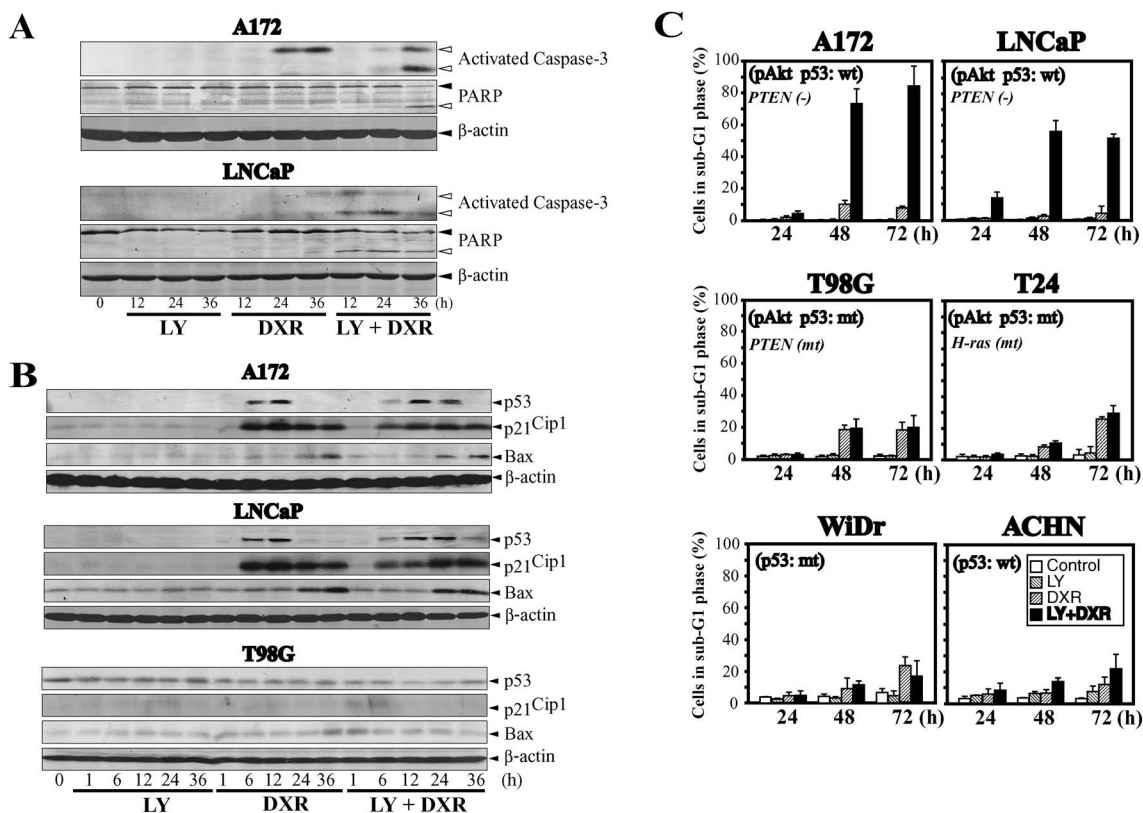 A
A172
Activated Caspase-3
PARP
β-actin
LNCaP
Activated Caspase-3
PARP
β-actin
0 12 24 36 12 24 36 12 24 36 (h)
LY DXR LY + DXR
B
A172
p53
p21Cip1
Bax
β-actin
LNCaP
p53
p21Cip1
Bax
β-actin
T98G
p53
p21Cip1
Bax
β-actin
0 1 6 12 24 36 1 6 12 24 36 1 6 12 24 36 (h)
LY DXR LY + DXR
C
A172 LNCaP
Cells in sub-G1 phase (%)
100
80
60
40
20
0
(pAkt p53: wt) (pAkt p53: wt)
PTEN (-) PTEN (-)
24 48 72 (h) 24 48 72 (h)
T98G T24
Cells in sub-G1 phase (%)
100
80
60
40
20
0
(pAkt p53: mt) (pAkt p53: mt)
PTEN (mt) H-ras (mt)
24 48 72 (h) 24 48 72 (h)
WiDr ACHN
Cells in sub-G1 phase (%)
100
80
60
40
20
0
(p53: mt) (p53: wt)
Control
LY
DXR
LY+DXR
24 48 72 (h) 24 48 72 (h)